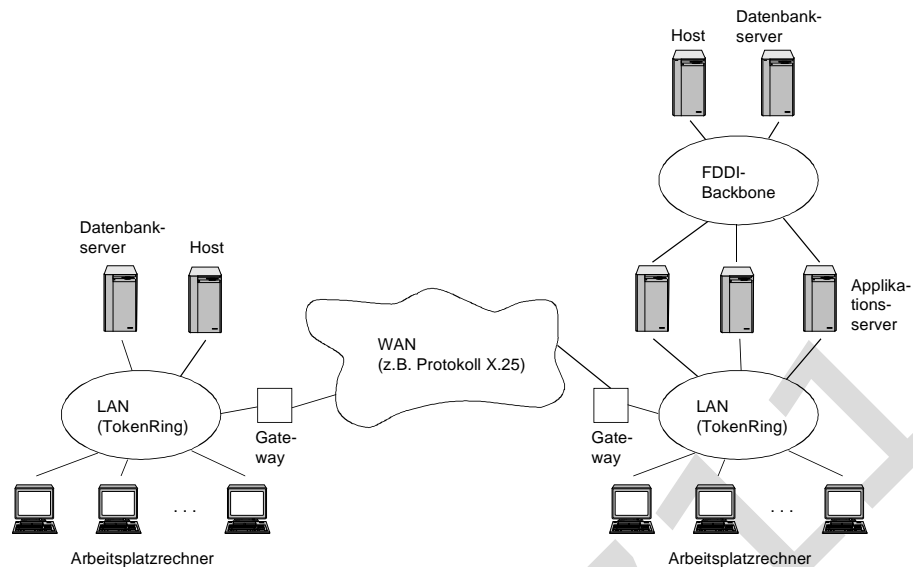 Host
Datenbank-
server
FDDI-
Backbone
Datenbank-
server
Host
Applika-
tions-
server
WAN
(z.B. Protokoll X.25)
LAN
(TokenRing)
Gate-
way
Gate-
way
LAN
(TokenRing)
. . .
. . .
Arbeitsplatzrechner
Arbeitsplatzrechner